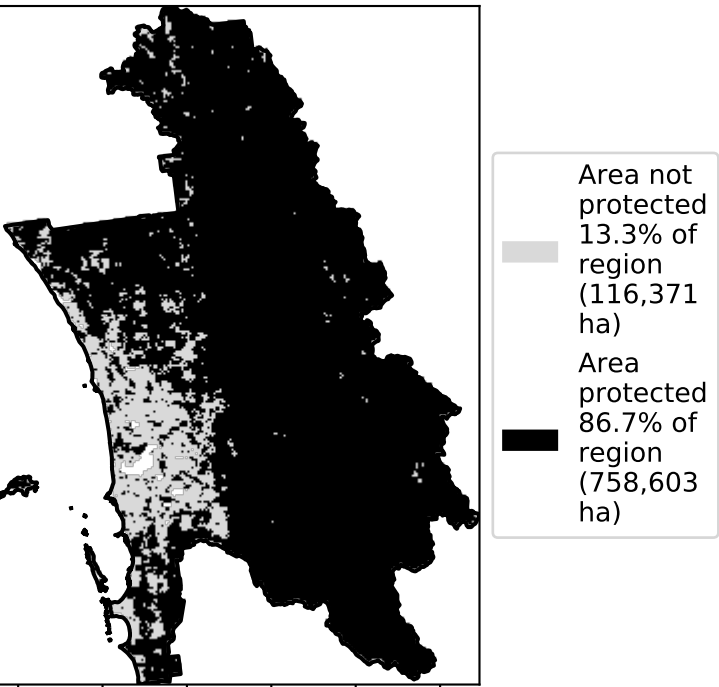 Area not
protected
13.3% of
region
(116,371
ha)
Area
protected
86.7% of
region
(758,603
ha)